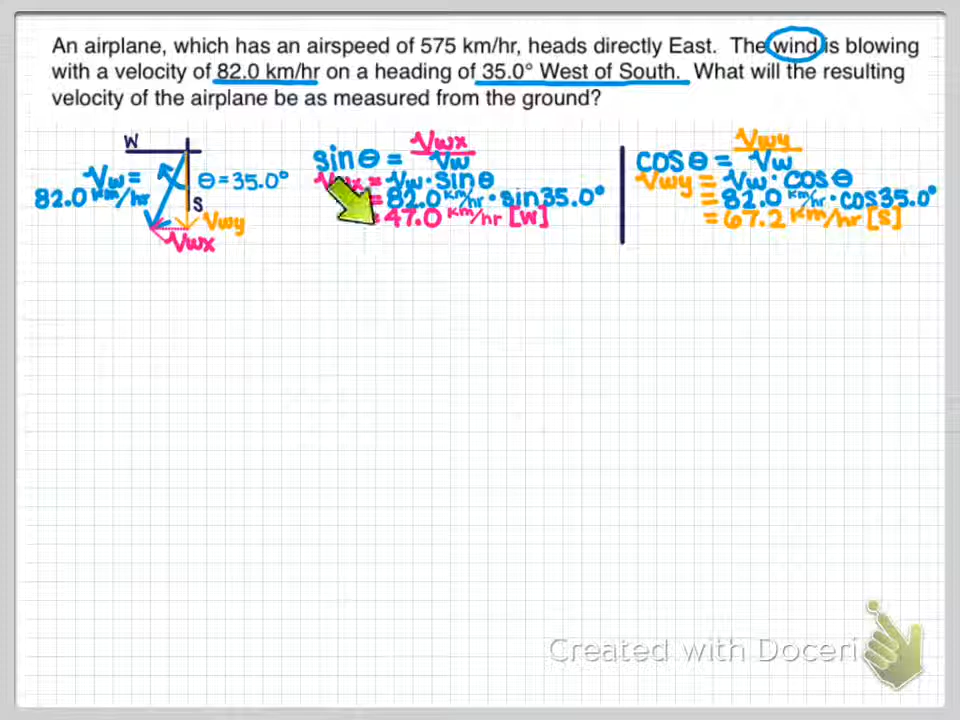 An airplane, which has an airspeed of 575 km/hr, heads directly East. The wind is blowing
with a velocity of 82.0 km/hr on a heading of 35.0° West of South. What will the resulting
velocity of the airplane be as measured from the ground?
W
Vw =
82.0 km/hr
θ = 35.0°
S
Vwy
Vwx
sin θ = Vwx / Vw
Vwx = Vw · sin θ
= 82.0 km/hr · sin 35.0°
= 47.0 km/hr [W]
cos θ = Vwy / Vw
Vwy = Vw · cos θ
= 82.0 km/hr · cos 35.0°
= 67.2 km/hr [S]
Created with Doceri